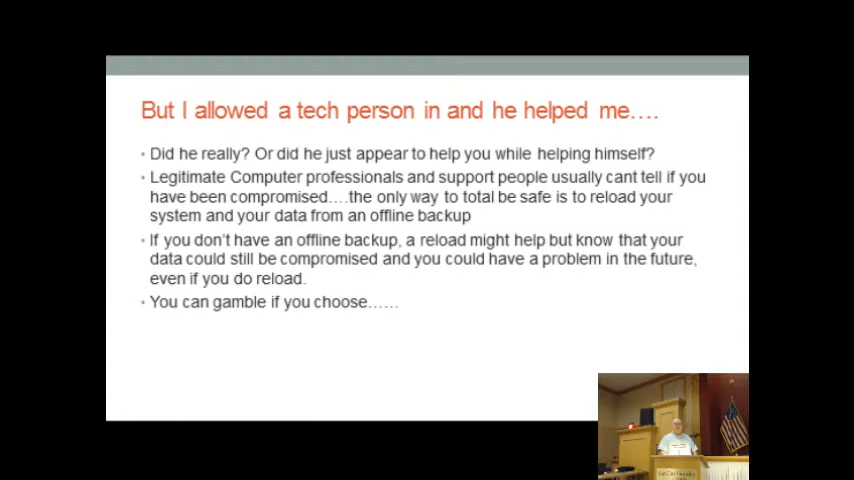 But I allowed a tech person in and he helped me….
• Did he really? Or did he just appear to help you while helping himself?
• Legitimate Computer professionals and support people usually cant tell if you
have been compromised….the only way to total be safe is to reload your
system and your data from an offline backup
• If you don't have an offline backup, a reload might help but know that your
data could still be compromised and you could have a problem in the future,
even if you do reload.
• You can gamble if you choose……